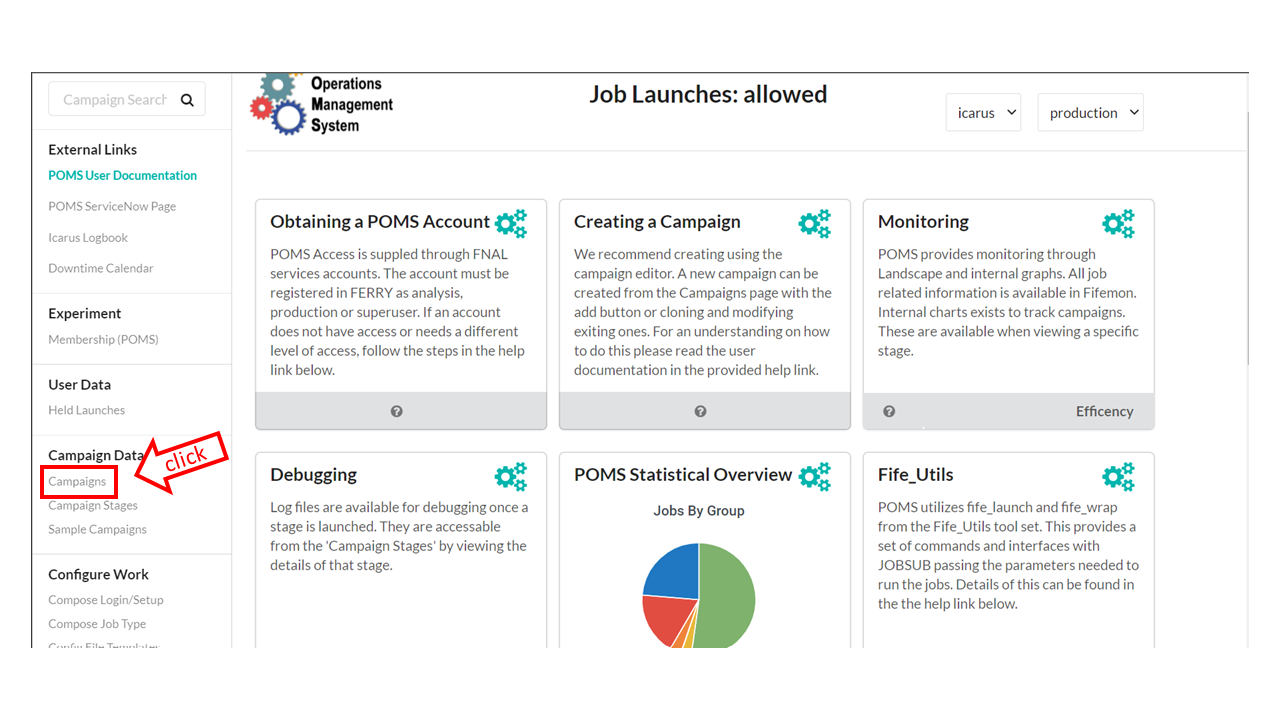 Campaign Search
External Links
POMS User Documentation
POMS ServiceNow Page
Icarus Logbook
Downtime Calendar
Experiment
Membership (POMS)
User Data
Held Launches
Campaign Data
click
Campaigns
Campaign Stages
Sample Campaigns
Configure Work
Compose Login/Setup
Compose Job Type
Config File Templates
Operations
Management
System
Job Launches: allowed
icarus
production
Obtaining a POMS Account
POMS Access is suppled through FNAL
services accounts. The account must be
registered in FERRY as analysis,
production or superuser. If an account
does not have access or needs a different
level of access, follow the steps in the help
link below.
Creating a Campaign
We recommend creating using the
campaign editor. A new campaign can be
created from the Campaigns page with the
add button or cloning and modifying
exiting ones. For an understanding on how
to do this please read the user
documentation in the provided help link.
Monitoring
POMS provides monitoring through
Landscape and internal graphs. All job
related information is available in Fifemon.
Internal charts exists to track campaigns.
These are available when viewing a specific
stage.
Efficency
Debugging
Log files are available for debugging once a
stage is launched. They are accessable
from the 'Campaign Stages' by viewing the
details of that stage.
POMS Statistical Overview
Jobs By Group
Fife_Utils
POMS utilizes fife_launch and fife_wrap
from the Fife_Utils tool set. This provides a
set of commands and interfaces with
JOBSUB passing the parameters needed to
run the jobs. Details of this can be found in
the the help link below.